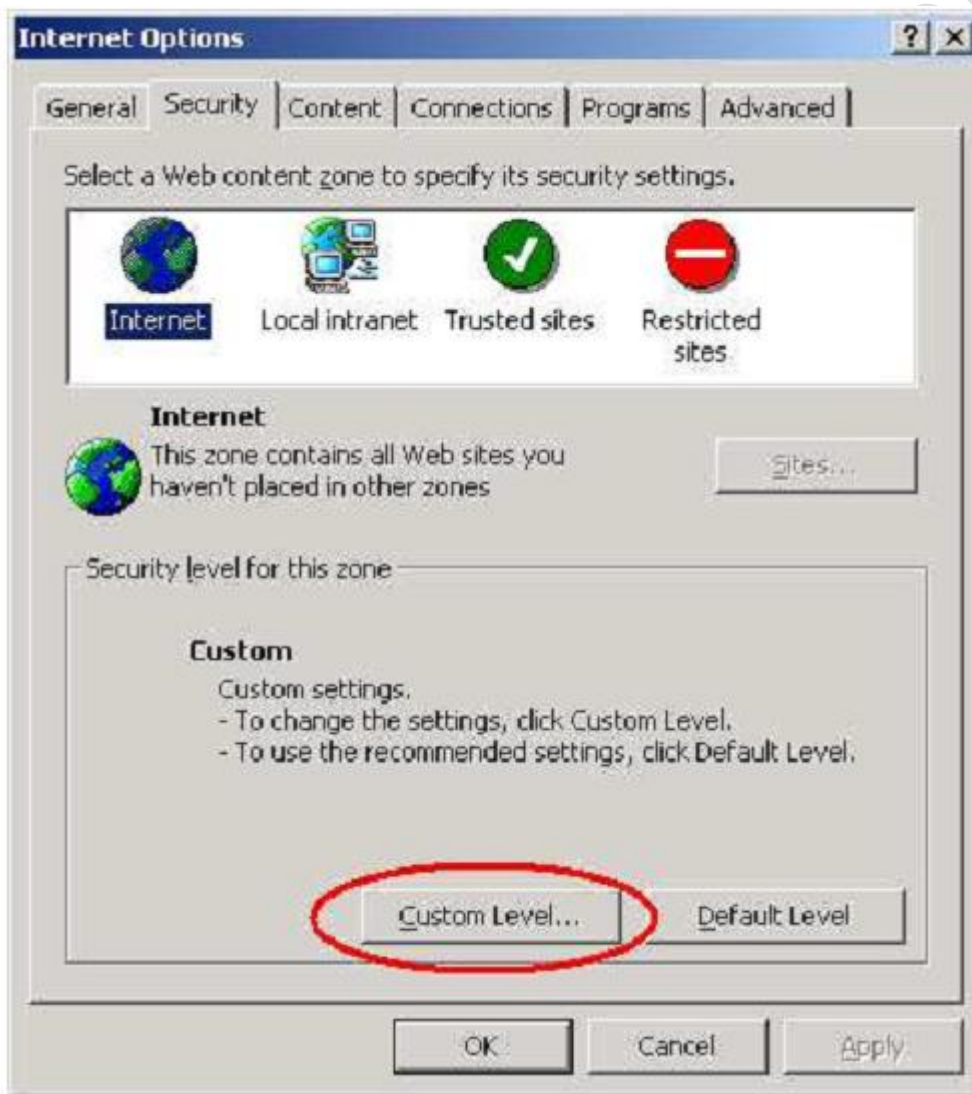 Internet Options
General Security Content Connections Programs Advanced
Select a Web content zone to specify its security settings.
Internet Local intranet Trusted sites Restricted
sites
Internet
This zone contains all Web sites you
haven't placed in other zones
Sites...
Security level for this zone
Custom
Custom settings.
- To change the settings, click Custom Level.
- To use the recommended settings, click Default Level.
Custom Level... Default Level
OK Cancel Apply